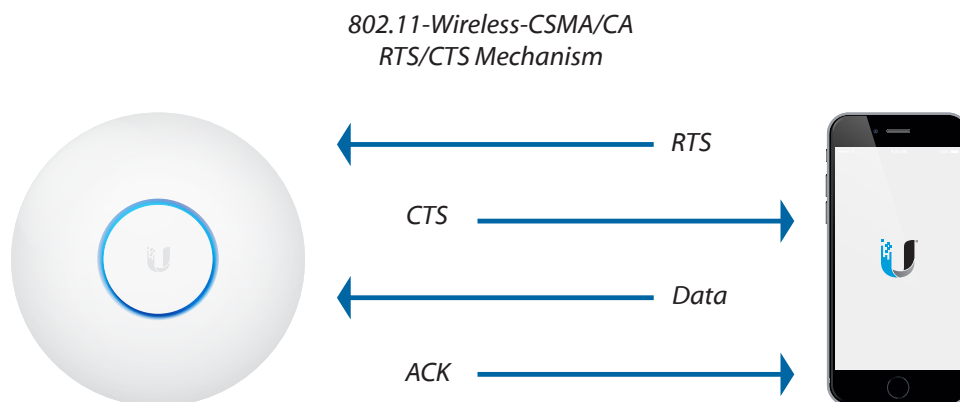 802.11-Wireless-CSMA/CA
RTS/CTS Mechanism
RTS
CTS
Data
ACK